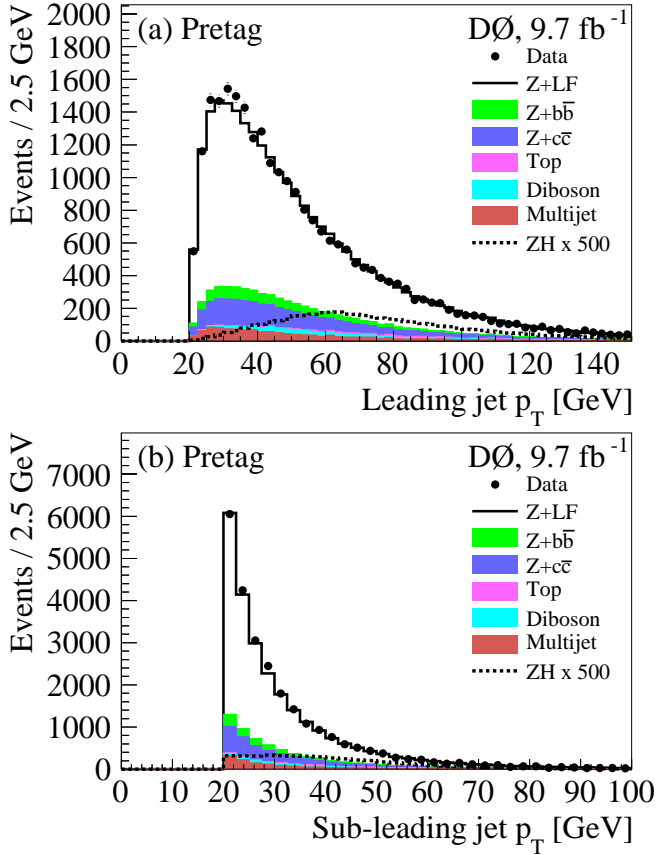 (a) Pretag
DØ, 9.7 fb⁻¹
Events / 2.5 GeV
2000
1800
1600
1400
1200
1000
800
600
400
200
0
Data
Z+LF
Z+bb̅
Z+cc̅
Top
Diboson
Multijet
ZH x 500
0 20 40 60 80 100 120 140
Leading jet p_T [GeV]
(b) Pretag
DØ, 9.7 fb⁻¹
Events / 2.5 GeV
7000
6000
5000
4000
3000
2000
1000
0
Data
Z+LF
Z+bb̅
Z+cc̅
Top
Diboson
Multijet
ZH x 500
0 10 20 30 40 50 60 70 80 90 100
Sub-leading jet p_T [GeV]